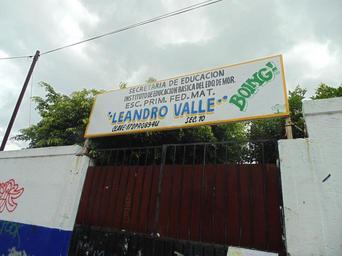 SECRETARIA DE EDUCACION
INSTITUTO DE EDUCACION BASICA DEL EDO DE MOR.
ESC. PRIM. FED. MAT.
"LEANDRO VALLE"
SEC. 10
BOING!